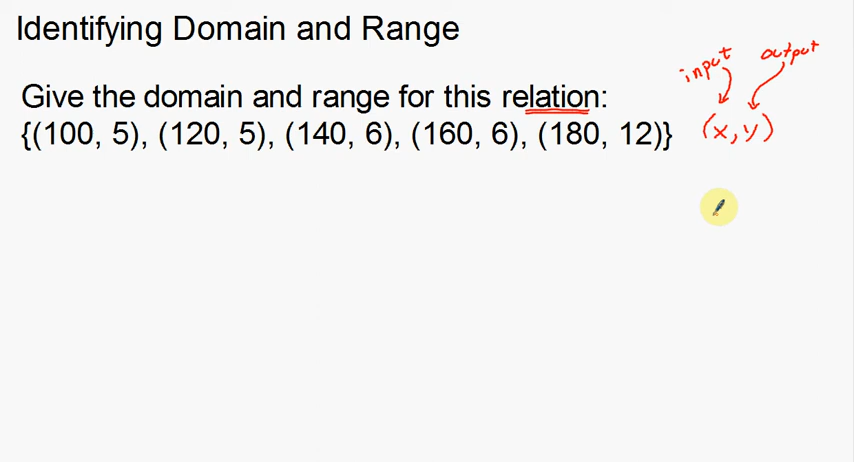 Identifying Domain and Range
input output
Give the domain and range for this relation:
{(100, 5), (120, 5), (140, 6), (160, 6), (180, 12)}
(x, y)